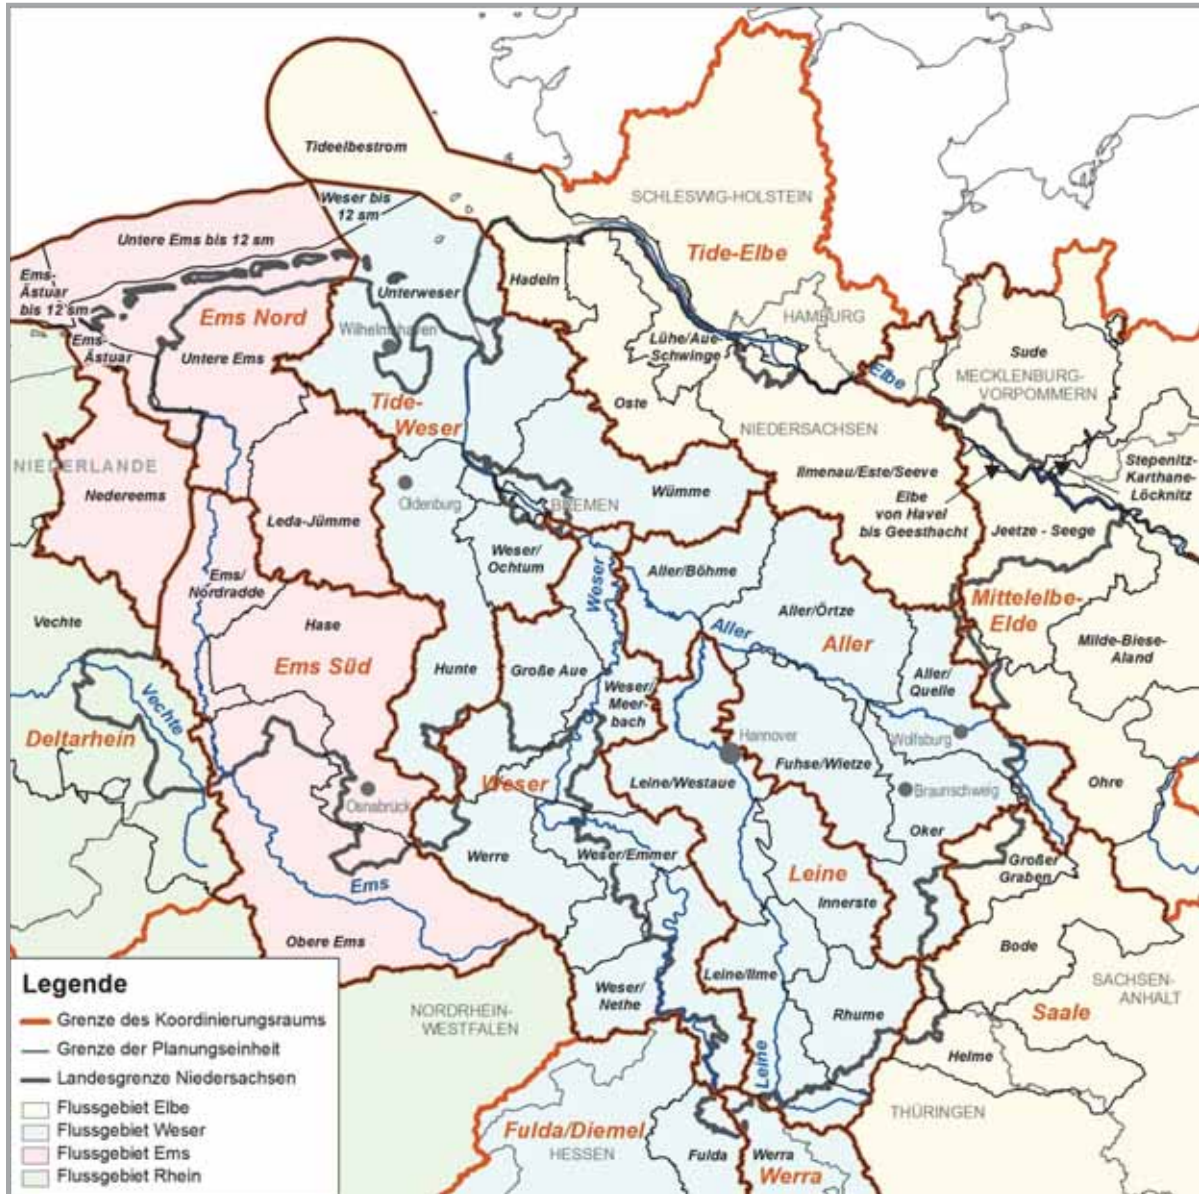 Tideelbestrom
Weser bis
12 sm
SCHLESWIG-HOLSTEIN
Untere Ems bis 12 sm
Tide-Elbe
Ems-
Ästuar
bis 12 sm
Unterweser
Hadeln
Ems Nord
HAMBURG
Wilhelmshaven
Ems-
Ästuar
Untere Ems
Lühe/Aue-
Schwinge
Sude
Elbe
MECKLENBURG-
VORPOMMERN
Tide-
Weser
Oste
NIEDERSACHSEN
NIEDERLANDE
Ilmenau/Este/Seeve
Stepenitz-
Karthane-
Löcknitz
Nedereems
Oldenburg
Wümme
Elbe
von Havel
bis Geesthacht
BREMEN
Leda-Jümme
Jeetze - Seege
Weser/
Ochtum
Ems/
Nordradde
Weser
Aller/Böhme
Aller/Örtze
Mittelelbe-
Elde
Vechte
Hase
Aller
Aller
Milde-Biese-
Aland
Ems Süd
Hunte
Große Aue
Aller/
Quelle
Weser/
Meer-
bach
Vechte
Deltarhein
Hannover
Wolfsburg
Weser
Leine/Westaue
Fuhse/Wietze
Ohre
Osnabrück
Braunschweig
Oker
Werre
Weser/Emmer
Großer
Graben
Leine
Ems
Innerste
Obere Ems
Bode
Leine/Ilme
SACHSEN-
ANHALT
Weser/
Nethe
NORDRHEIN-
WESTFALEN
Rhume
Saale
Helme
Leine
THÜRINGEN
Fulda/Diemel
HESSEN
Fulda
Werra
Werra
Legende
Grenze des Koordinierungsraums
Grenze der Planungseinheit
Landesgrenze Niedersachsen
Flussgebiet Elbe
Flussgebiet Weser
Flussgebiet Ems
Flussgebiet Rhein